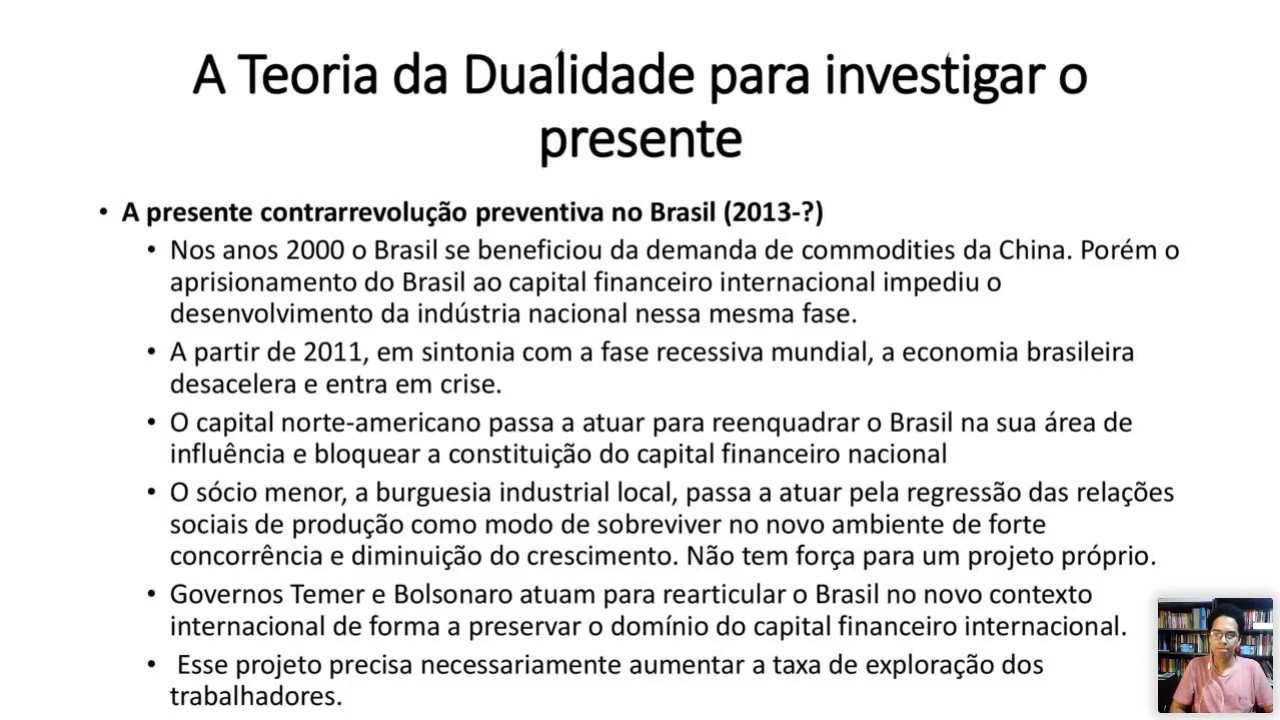 A Teoria da Dualidade para investigar o
presente
• A presente contrarrevolução preventiva no Brasil (2013-?)
• Nos anos 2000 o Brasil se beneficiou da demanda de commodities da China. Porém o
aprisionamento do Brasil ao capital financeiro internacional impediu o
desenvolvimento da indústria nacional nessa mesma fase.
• A partir de 2011, em sintonia com a fase recessiva mundial, a economia brasileira
desacelera e entra em crise.
• O capital norte-americano passa a atuar para reenquadrar o Brasil na sua área de
influência e bloquear a constituição do capital financeiro nacional
• O sócio menor, a burguesia industrial local, passa a atuar pela regressão das relações
sociais de produção como modo de sobreviver no novo ambiente de forte
concorrência e diminuição do crescimento. Não tem força para um projeto próprio.
• Governos Temer e Bolsonaro atuam para rearticular o Brasil no novo contexto
internacional de forma a preservar o domínio do capital financeiro internacional.
• Esse projeto precisa necessariamente aumentar a taxa de exploração dos
trabalhadores.